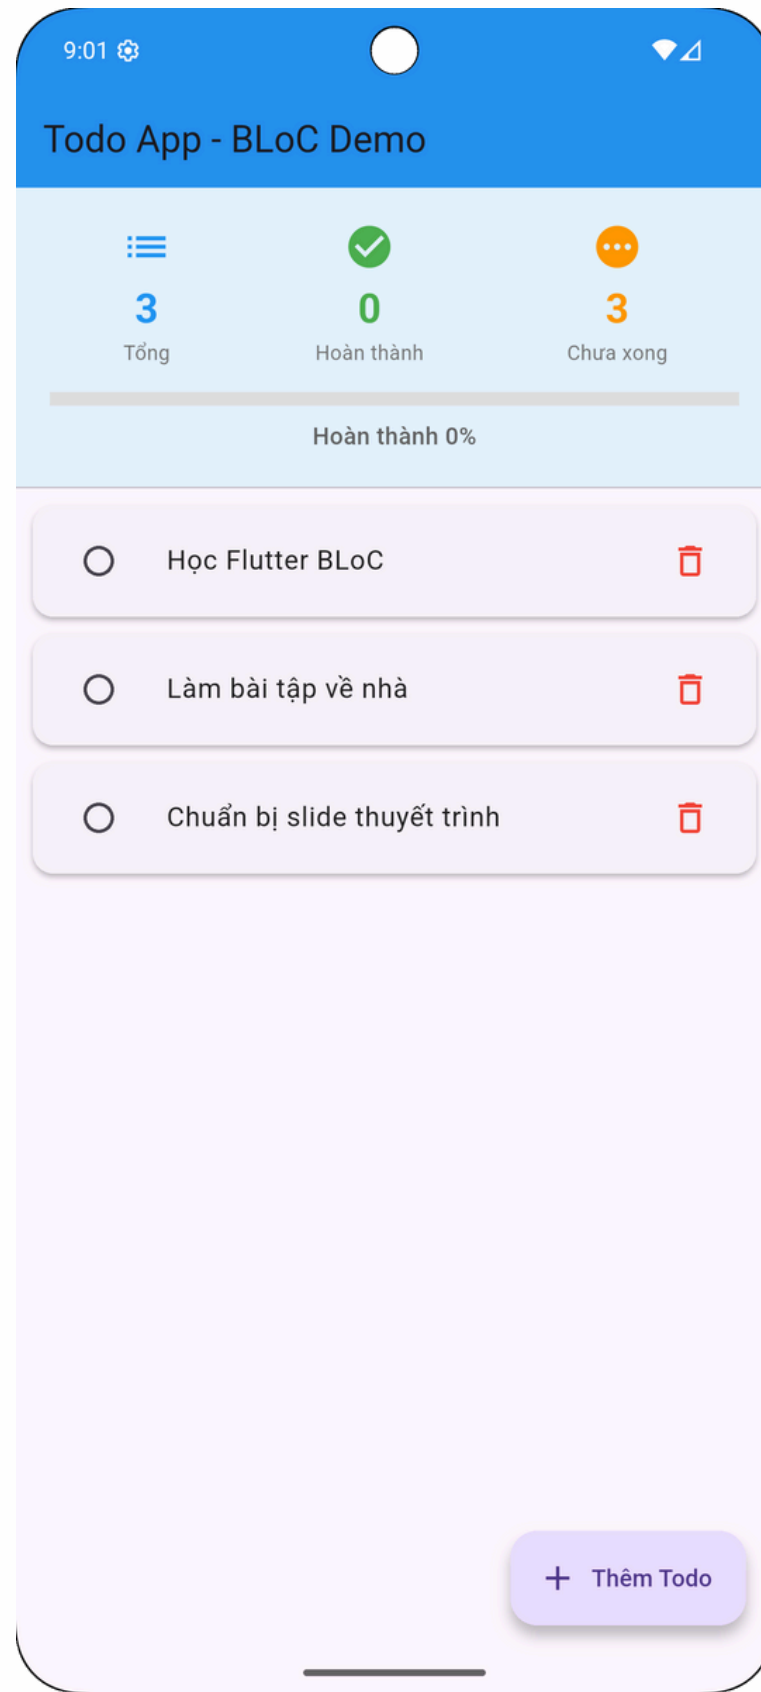 9:01
Todo App - BLoC Demo
3 0 3
Tổng Hoàn thành Chưa xong
Hoàn thành 0%
Học Flutter BLoC
Làm bài tập về nhà
Chuẩn bị slide thuyết trình
+ Thêm Todo